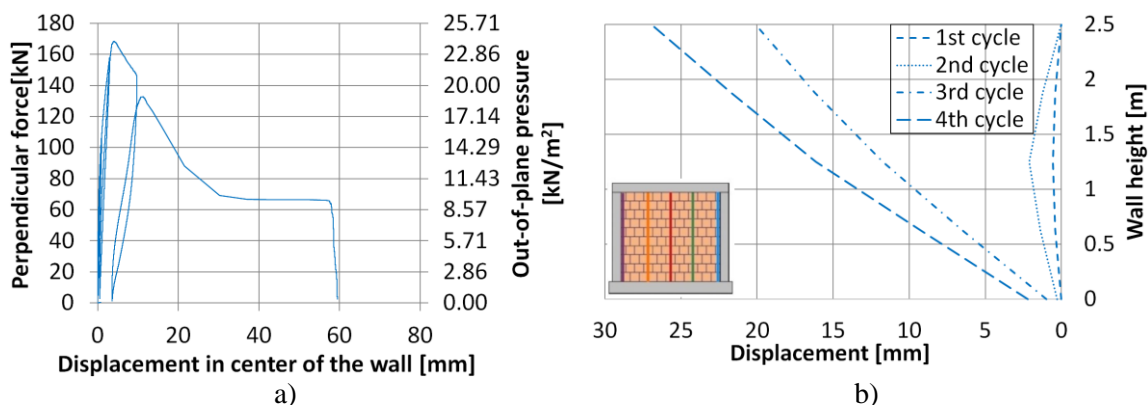 Perpendicular force[kN]
180
160
140
120
100
80
60
40
20
0
0 20 40 60 80
Displacement in center of the wall [mm]
25.71
22.86
20.00
17.14
14.29
11.43
8.57
5.71
2.86
0.00
Out-of-plane pressure
[kN/m²]
a)
1st cycle
2nd cycle
3rd cycle
4th cycle
2.5
2
1.5
1
0.5
0
Wall height [m]
30 25 20 15 10 5 0
Displacement [mm]
b)